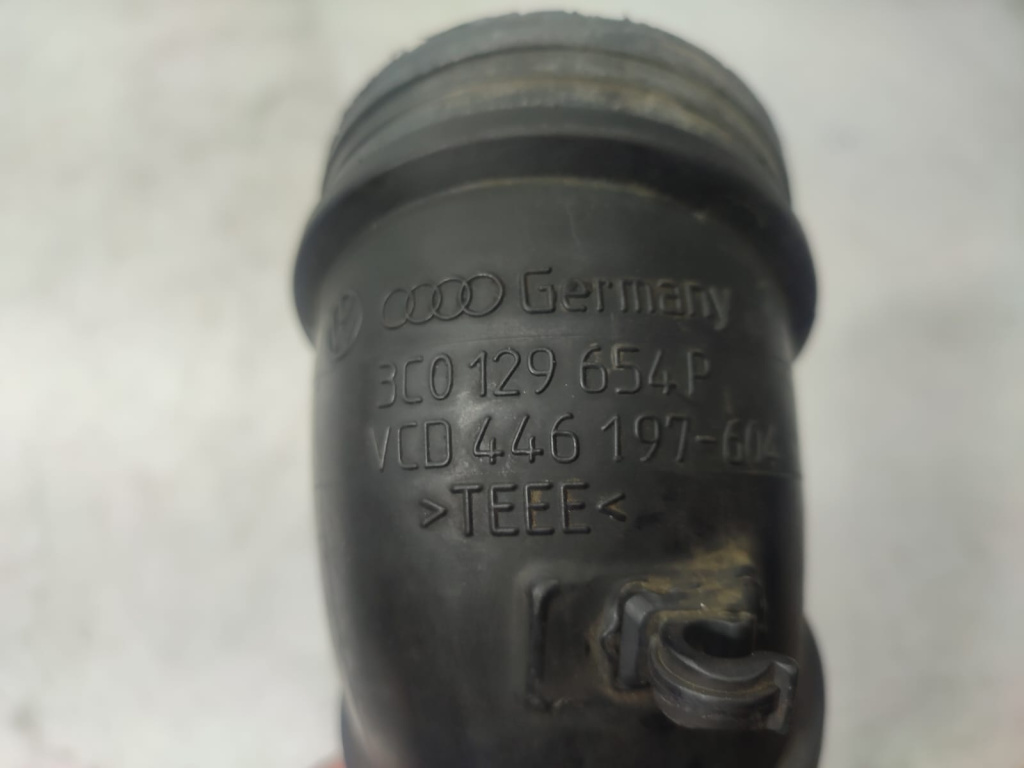 Germany
3C0 129 654 P
VCD 446 197-604
>TEEE<